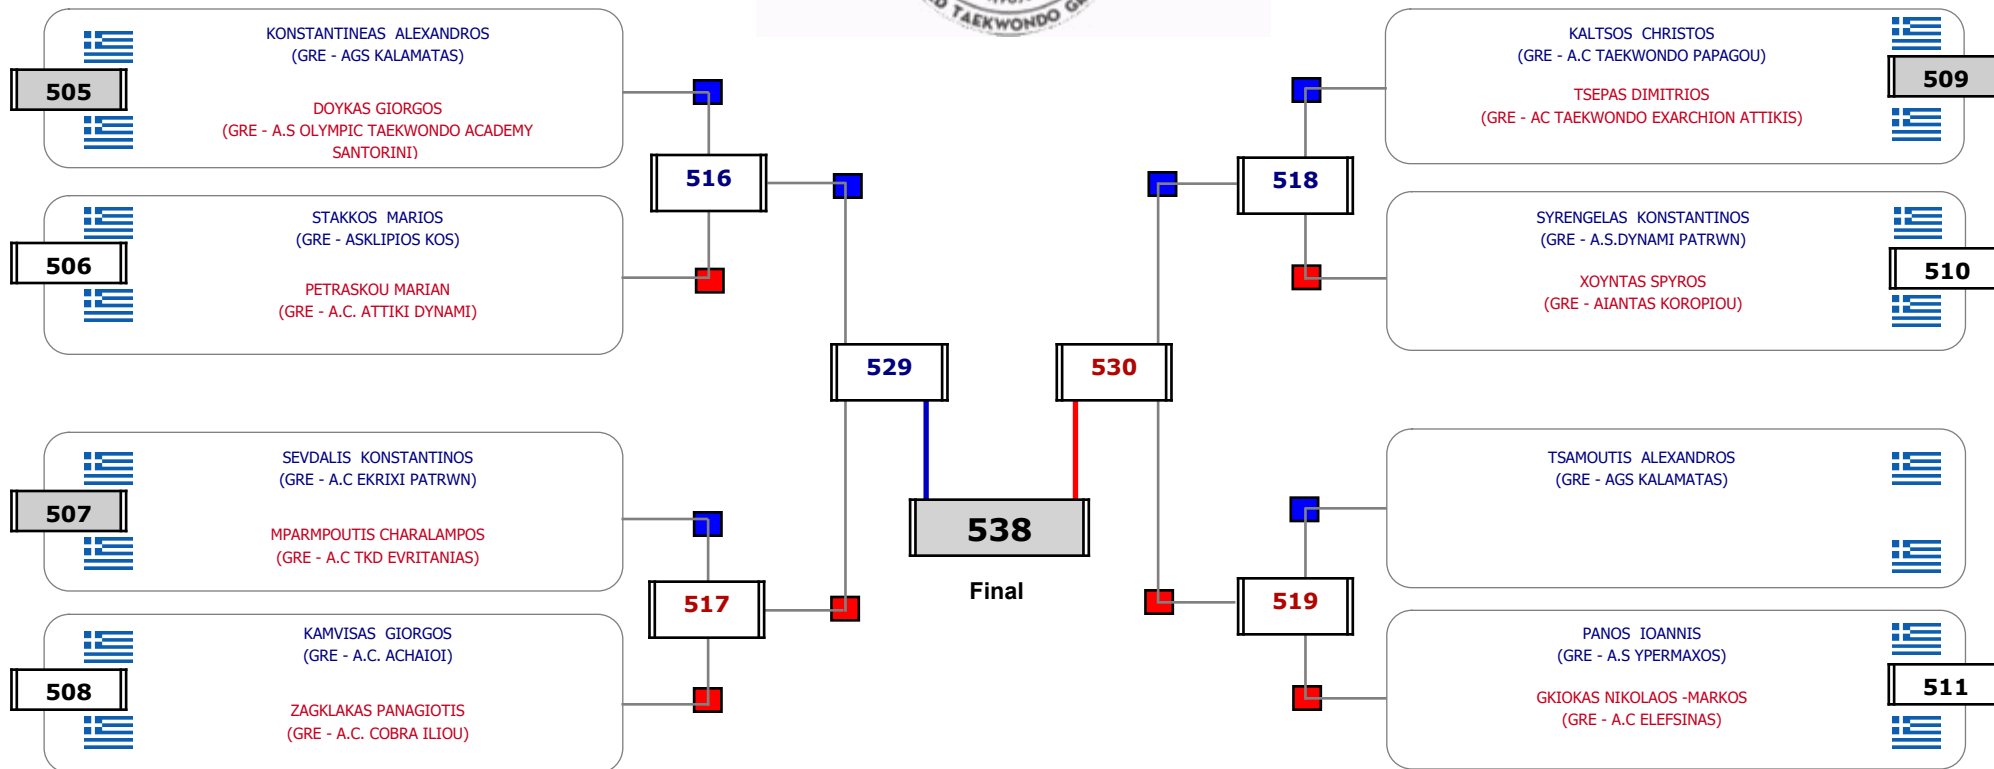 TAEKWONDO
KONSTANTINEAS ALEXANDROS
(GRE - AGS KALAMATAS)
505
DOYKAS GIORGOS
(GRE - A.S OLYMPIC TAEKWONDO ACADEMY
SANTORINI)
STAKKOS MARIOS
(GRE - ASKLIPIOS KOS)
506
PETRASKOU MARIAN
(GRE - A.C. ATTIKI DYNAMI)
516
SEVDALIS KONSTANTINOS
(GRE - A.C EKRIXI PATRWN)
507
MPARMPOUTIS CHARALAMPOS
(GRE - A.C TKD EVRITANIAS)
KAMVISAS GIORGOS
(GRE - A.C. ACHAIOI)
508
ZAGKLAKAS PANAGIOTIS
(GRE - A.C. COBRA ILIOU)
517
529
538
Final
530
KALTSOS CHRISTOS
(GRE - A.C TAEKWONDO PAPAGOU)
509
TSEPAS DIMITRIOS
(GRE - AC TAEKWONDO EXARCHION ATTIKIS)
518
SYRENGELAS KONSTANTINOS
(GRE - A.S.DYNAMI PATRWN)
510
XOYNTAS SPYROS
(GRE - AIANTAS KOROPIOU)
TSAMOUTIS ALEXANDROS
(GRE - AGS KALAMATAS)
519
PANOS IOANNIS
(GRE - A.S YPERMAXOS)
511
GKIOKAS NIKOLAOS -MARKOS
(GRE - A.C ELEFSINAS)